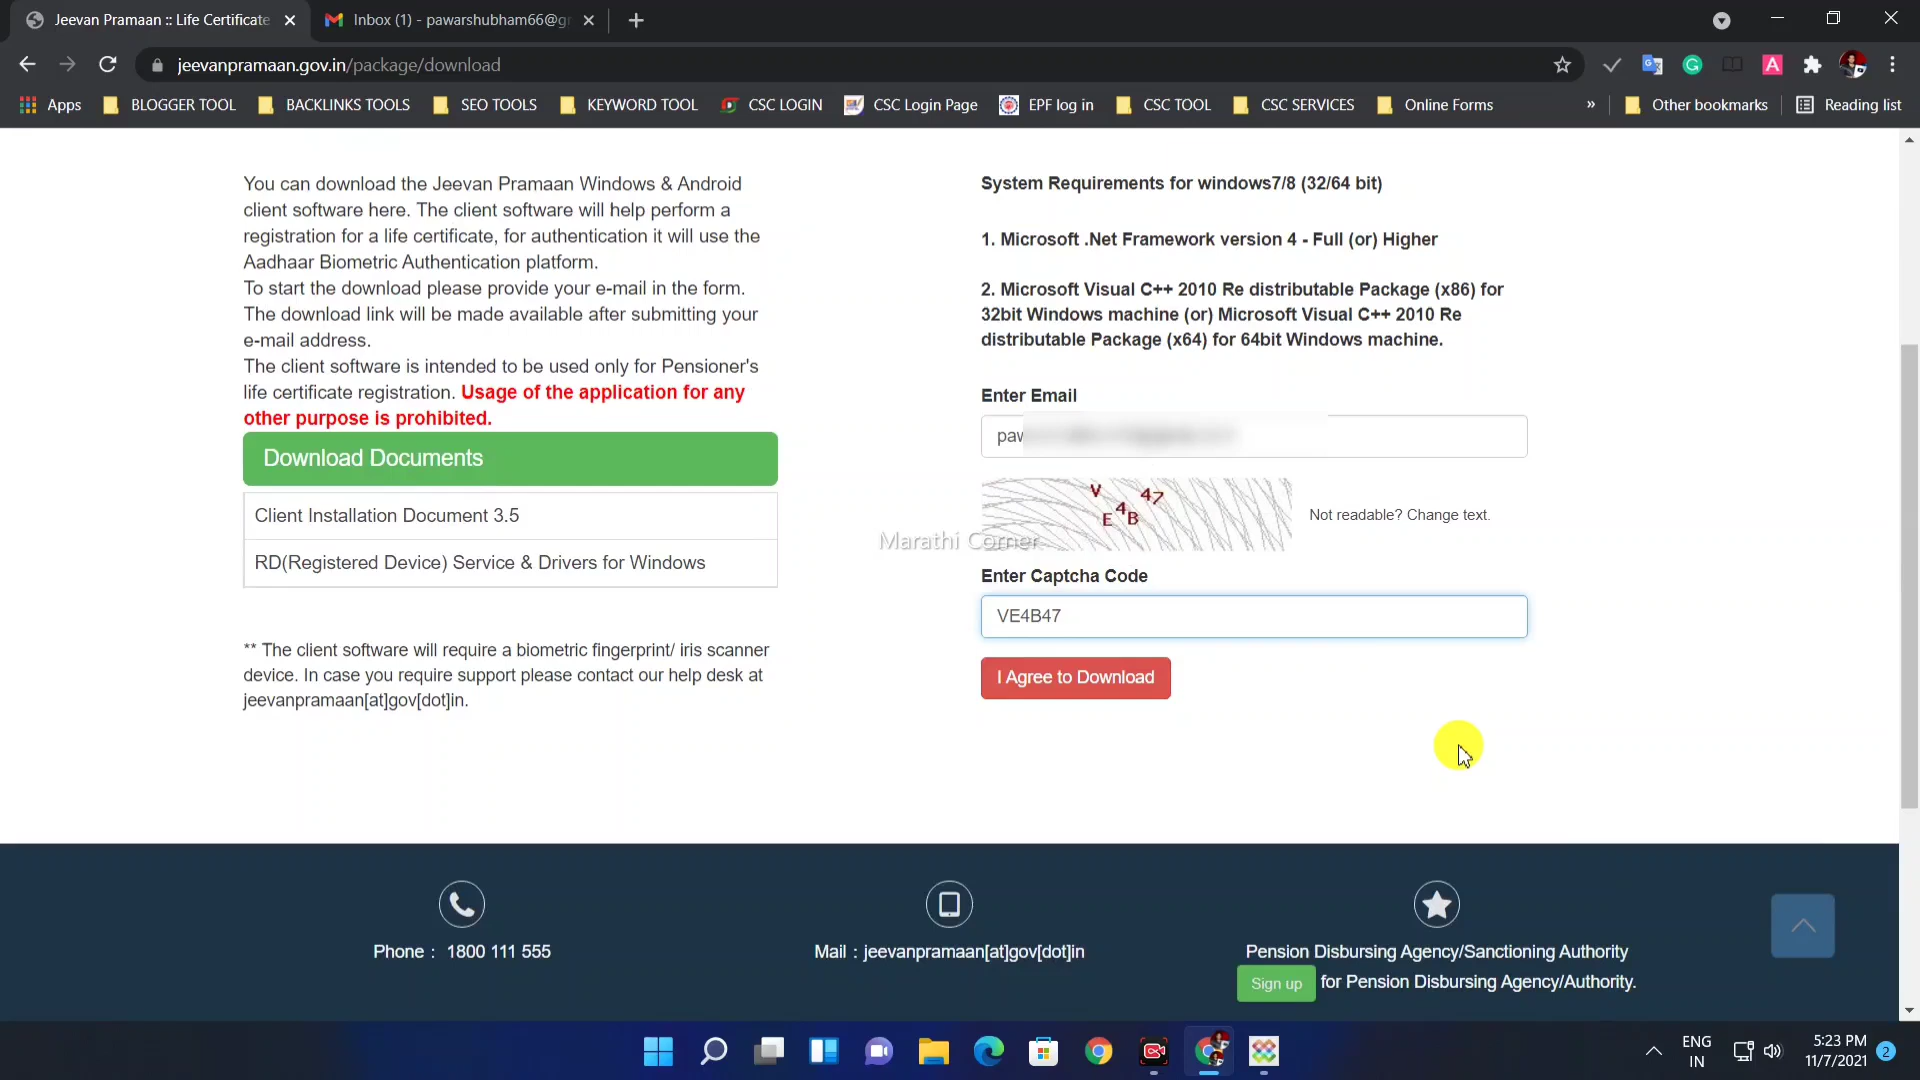 Jeevan Pramaan :: Life Certificate
Inbox (1) - pawarshubham66@g
jeevanpramaan.gov.in/package/download
Apps
BLOGGER TOOL
BACKLINKS TOOLS
SEO TOOLS
KEYWORD TOOL
CSC LOGIN
CSC Login Page
EPF log in
CSC TOOL
CSC SERVICES
Online Forms
»
Other bookmarks
Reading list
You can download the Jeevan Pramaan Windows & Android
client software here. The client software will help perform a
registration for a life certificate, for authentication it will use the
Aadhaar Biometric Authentication platform.
To start the download please provide your e-mail in the form.
The download link will be made available after submitting your
e-mail address.
The client software is intended to be used only for Pensioner's
life certificate registration. Usage of the application for any
other purpose is prohibited.
Download Documents
Client Installation Document 3.5
RD(Registered Device) Service & Drivers for Windows
** The client software will require a biometric fingerprint/ iris scanner
device. In case you require support please contact our help desk at
jeevanpramaan[at]gov[dot]in.
System Requirements for windows7/8 (32/64 bit)
1. Microsoft .Net Framework version 4 - Full (or) Higher
2. Microsoft Visual C++ 2010 Re distributable Package (x86) for
32bit Windows machine (or) Microsoft Visual C++ 2010 Re
distributable Package (x64) for 64bit Windows machine.
Enter Email
paw
V E 4 B 47
Not readable? Change text.
Marathi Corner
Enter Captcha Code
VE4B47
I Agree to Download
Phone : 1800 111 555
Mail : jeevanpramaan[at]gov[dot]in
Pension Disbursing Agency/Sanctioning Authority
Sign up for Pension Disbursing Agency/Authority.
ENG
IN
5:23 PM
11/7/2021
2